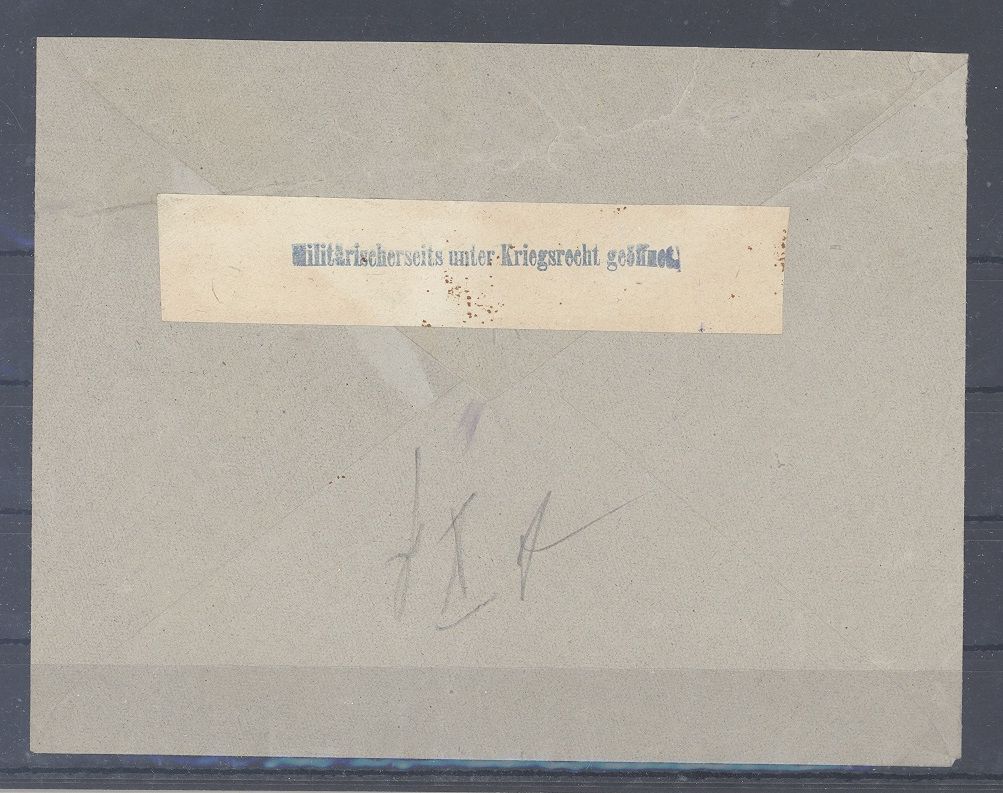 Militärischerseits unter Kriegsrecht geöffnet.